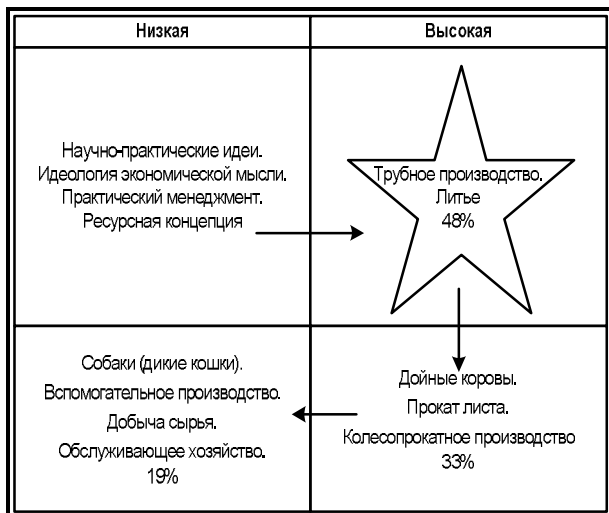 Низкая
Высокая
Научно-практические идеи.
Идеология экономической мысли.
Практический менеджмент.
Ресурсная концепция
Трубное производство.
Литье
48%
Собаки (дикие кошки).
Вспомогательное производство.
Добыча сырья.
Обслуживающее хозяйство.
19%
Дойные коровы.
Прокат листа.
Колесопрокатное производство
33%